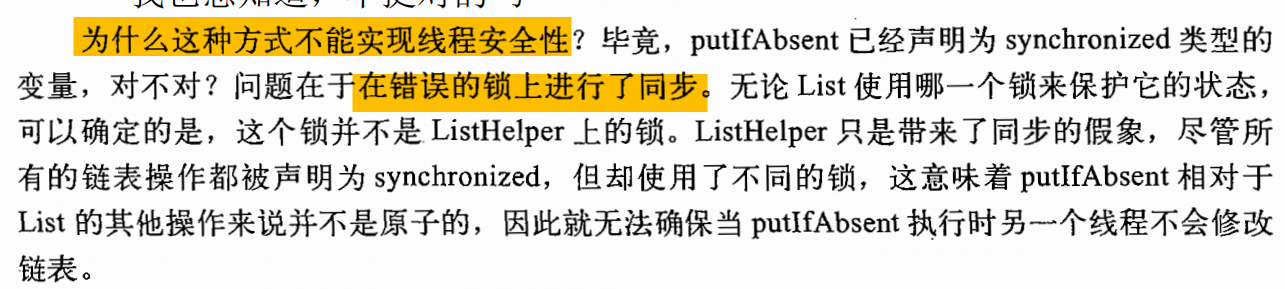 为什么这种方式不能实现线程安全性？毕竟，putIfAbsent 已经声明为 synchronized 类型的
变量，对不对？问题在于在错误的锁上进行了同步。无论 List 使用哪一个锁来保护它的状态，
可以确定的是，这个锁并不是 ListHelper 上的锁。ListHelper 只是带来了同步的假象，尽管所
有的链表操作都被声明为 synchronized，但却使用了不同的锁，这意味着 putIfAbsent 相对于
List 的其他操作来说并不是原子的，因此就无法确保当 putIfAbsent 执行时另一个线程不会修改
链表。